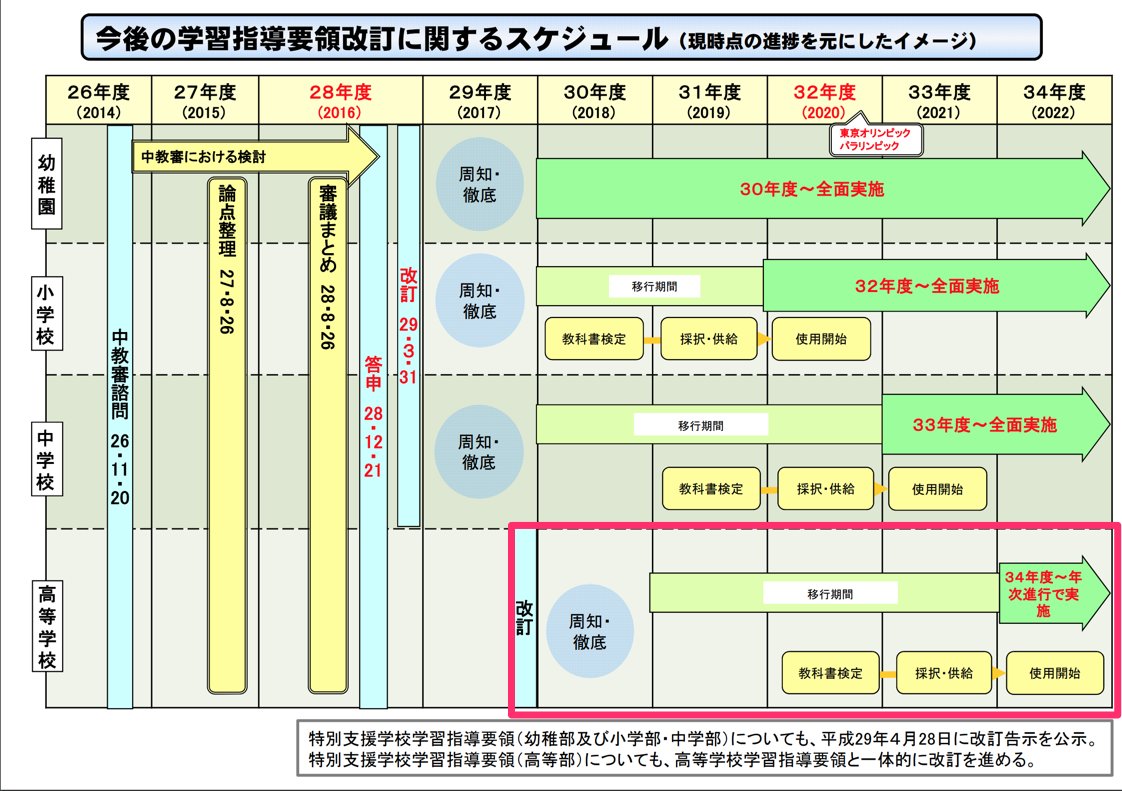 今後の学習指導要領改訂に関するスケジュール（現時点の進捗を元にしたイメージ）
26年度
（2014）
27年度
（2015）
28年度
（2016）
29年度
（2017）
30年度
（2018）
31年度
（2019）
32年度
（2020）
33年度
（2021）
34年度
（2022）
東京オリンピック
パラリンピック
幼稚園
中教審における検討
周知・
徹底
30年度～全面実施
中教審諮問 26・11・20
論点整理 27・8・26
審議まとめ 28・8・26
答申 28・12・21
改訂 29・3・31
小学校
周知・
徹底
移行期間
32年度～全面実施
教科書検定
採択・供給
使用開始
中学校
周知・
徹底
移行期間
33年度～全面実施
教科書検定
採択・供給
使用開始
高等学校
改訂
周知・
徹底
移行期間
34年度～年
次進行で実
施
教科書検定
採択・供給
使用開始
特別支援学校学習指導要領（幼稚部及び小学部・中学部）についても、平成29年４月28日に改訂告示を公示。
特別支援学校学習指導要領（高等部）についても、高等学校学習指導要領と一体的に改訂を進める。